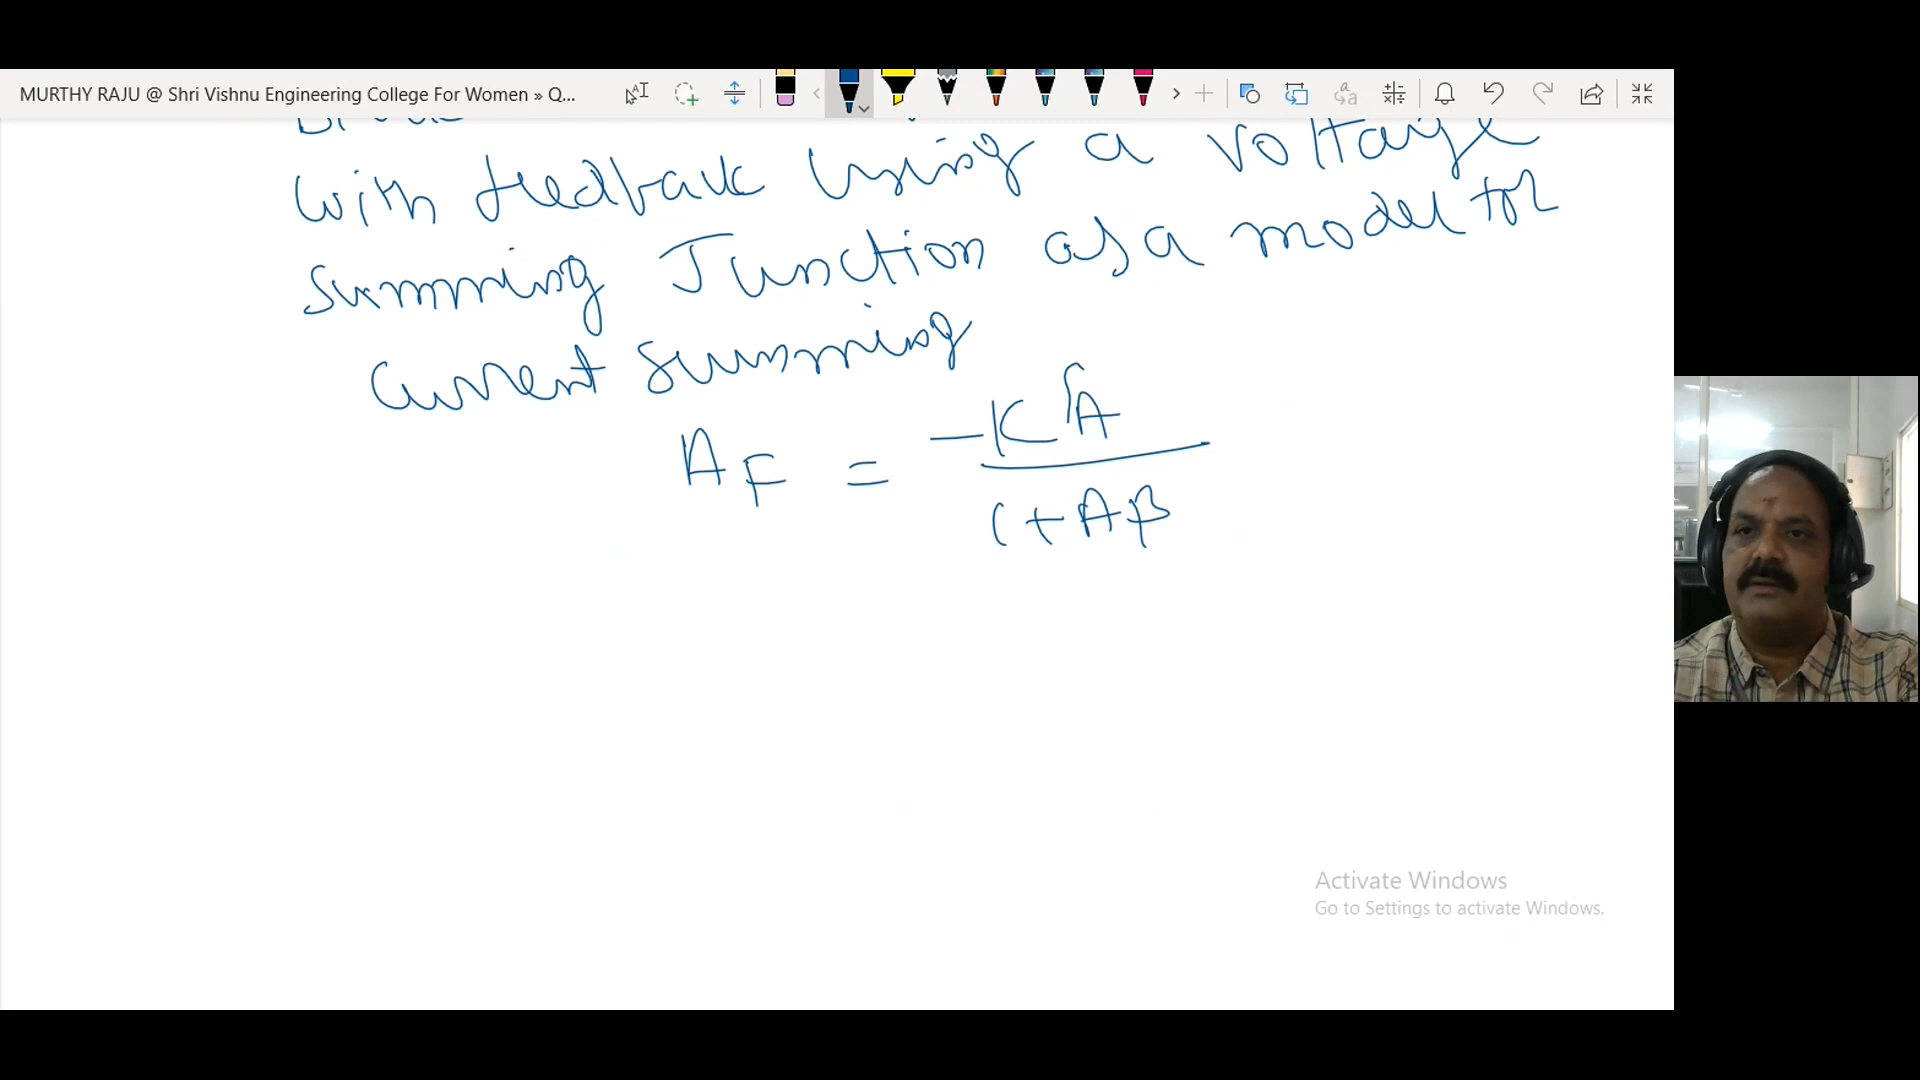 MURTHY RAJU @ Shri Vishnu Engineering College For Women » Q...
with feedback using a voltage
summing Junction as a model for
current summing
A_F = -KA
1+Aβ
Activate Windows
Go to Settings to activate Windows.